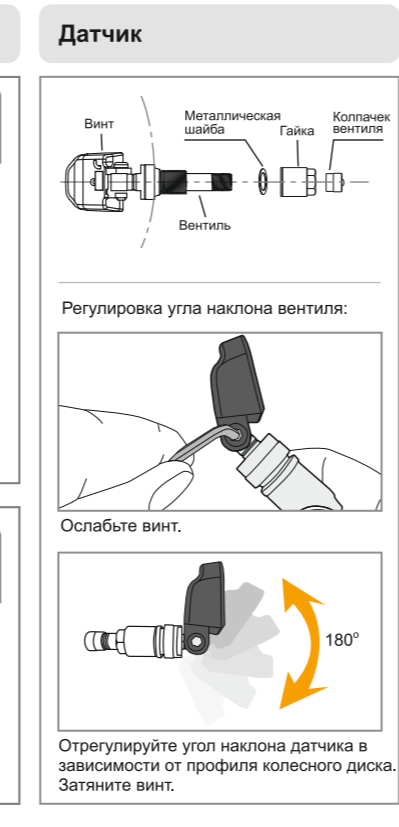 Датчик
Винт
Металлическая
шайба
Гайка
Колпачек
вентиля
Вентиль
Регулировка угла наклона вентиля:
Ослабьте винт.
180°
Отрегулируйте угол наклона датчика в
зависимости от профиля колесного диска.
Затяните винт.